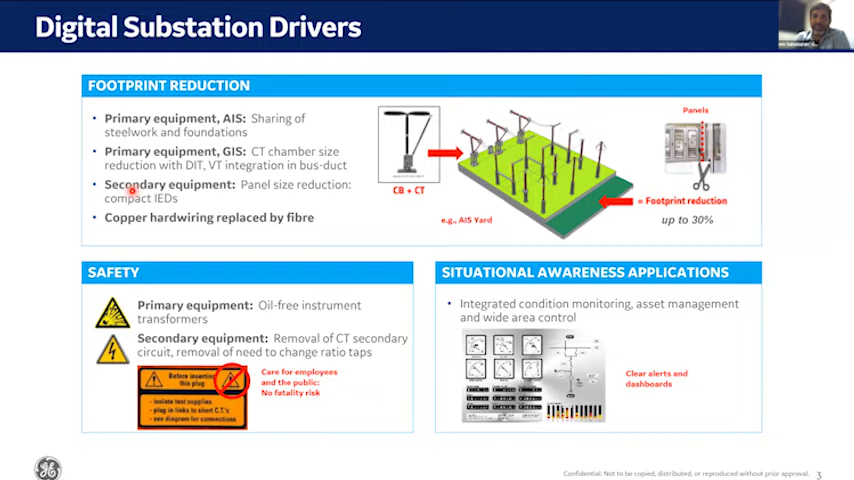 Digital Substation Drivers
FOOTPRINT REDUCTION
• Primary equipment, AIS: Sharing of
steelwork and foundations
• Primary equipment, GIS: CT chamber size
reduction with DIT, VT integration in bus-duct
• Secondary equipment: Panel size reduction:
compact IEDs
• Copper hardwiring replaced by fibre
CB + CT
e.g., AIS Yard
Panels
= Footprint reduction
up to 30%
SAFETY
Primary equipment: Oil-free instrument
transformers
Secondary equipment: Removal of CT secondary
circuit, removal of need to change ratio taps
Before inserting
this plug
- isolate test supplies
- plug in links to short C.T.'s
- see diagram for connections
Care for employees
and the public:
No fatality risk
SITUATIONAL AWARENESS APPLICATIONS
• Integrated condition monitoring, asset management
and wide area control
Clear alerts and
dashboards
Confidential. Not to be copied, distributed, or reproduced without prior approval.
3